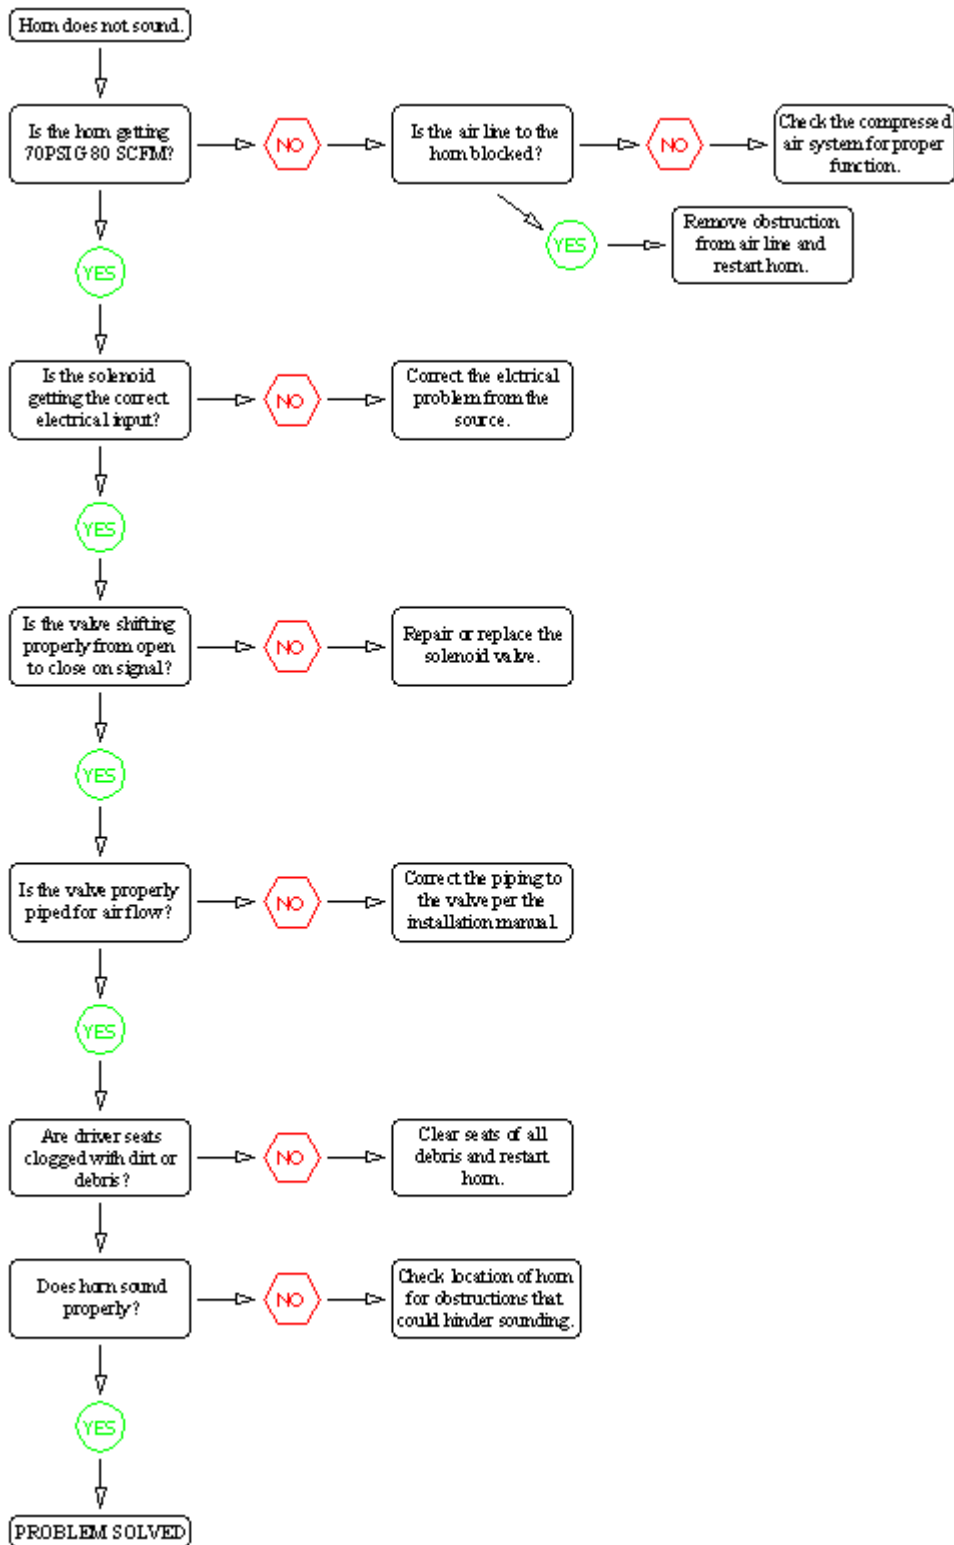 Horn does not sound.
Is the horn getting
70PSIG 80 SCFM?
NO
Is the air line to the
horn blocked?
NO
Check the compressed
air system for proper
function.
YES
Remove obstruction
from air line and
restart horn.
YES
Is the solenoid
getting the correct
electrical input?
NO
Correct the elctrical
problem from the
source.
YES
Is the valve shifting
properly from open
to close on signal?
NO
Repair or replace the
solenoid valve.
YES
Is the valve properly
piped for air flow?
NO
Correct the piping to
the valve per the
installation manual.
YES
Are driver seats
clogged with dirt or
debris?
NO
Clear seats of all
debris and restart
horn.
Does horn sound
properly?
NO
Check location of horn
for obstructions that
could hinder sounding.
YES
PROBLEM SOLVED